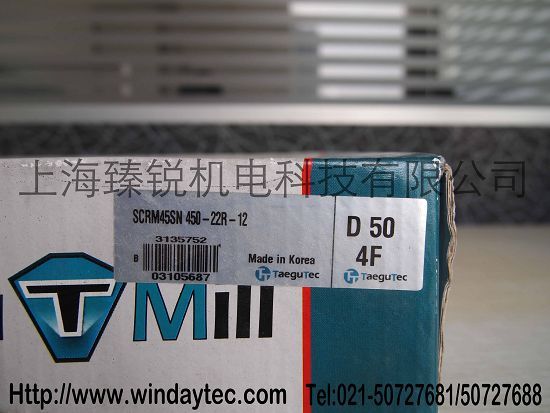 上海臻锐机电科技有限公司
SCRM45SN 450-22R-12
3135752
B
03105687
Made in Korea
TaeguTec
D 50
4F
TaeguTec
T Mill
Http://www.windaytec.com Tel:021-50727681/50727688